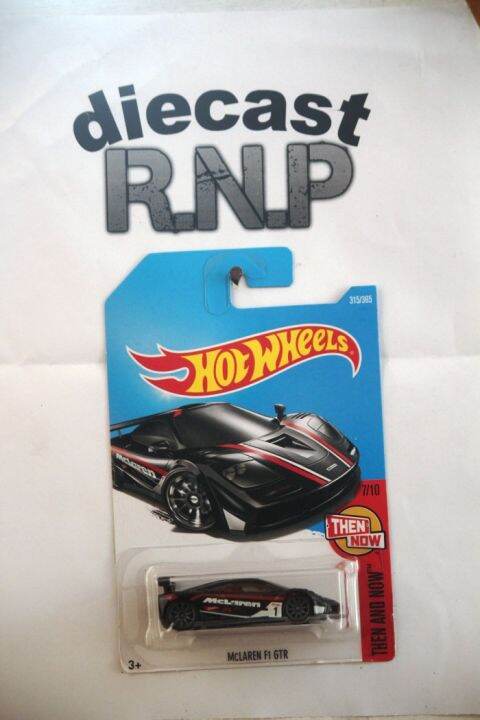 diecast
R.N.P
315/365
HOT WHEELS
McLaren
7/10
THEN
AND
NOW
THEN AND NOW™
McLaren
1
McLAREN F1 GTR
3+